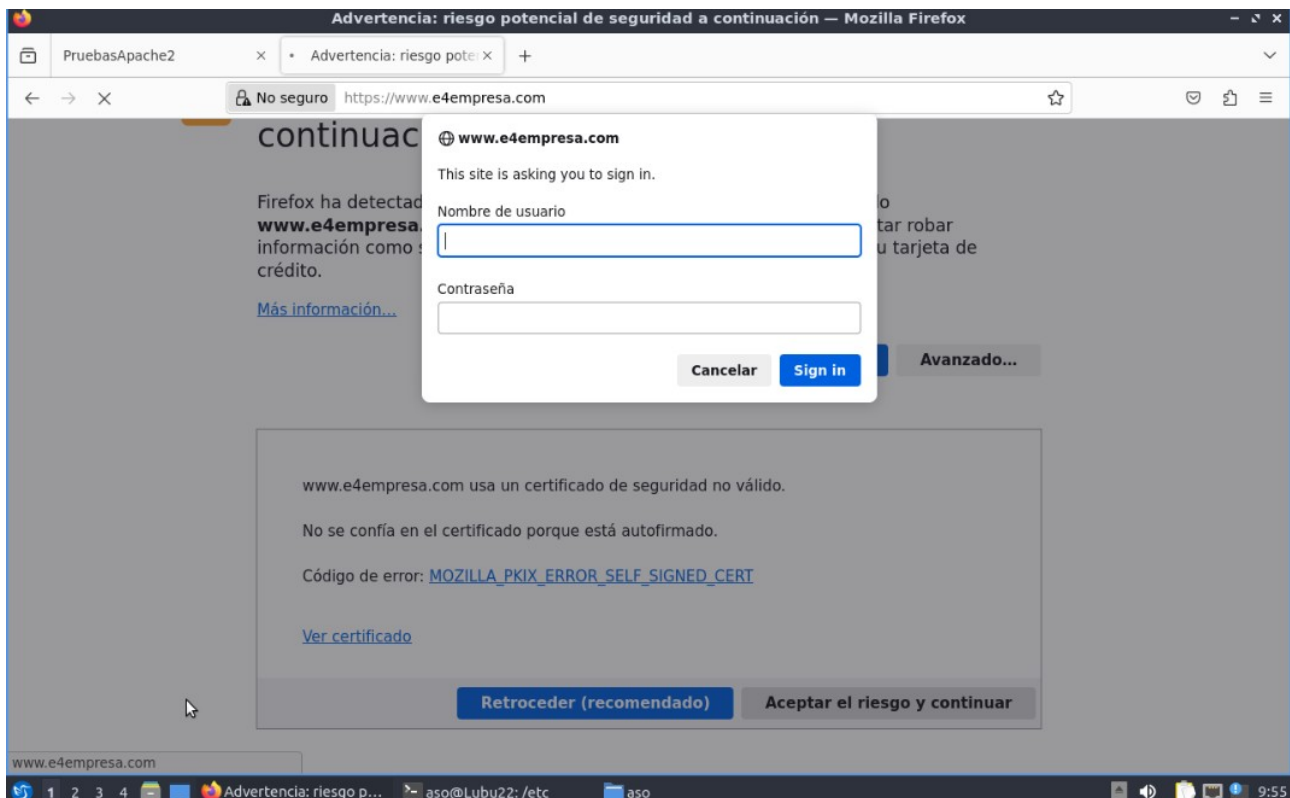 Advertencia: riesgo potencial de seguridad a continuación — Mozilla Firefox
PruebasApache2
Advertencia: riesgo poter
No seguro https://www.e4empresa.com
continuac
www.e4empresa.com
This site is asking you to sign in.
Firefox ha detectad
Nombre de usuario
o
www.e4empresa.
tar robar
información como s
u tarjeta de
crédito.
Contraseña
Más información...
Cancelar Sign in
Avanzado...
www.e4empresa.com usa un certificado de seguridad no válido.
No se confía en el certificado porque está autofirmado.
Código de error: MOZILLA_PKIX_ERROR_SELF_SIGNED_CERT
Ver certificado
Retroceder (recomendado) Aceptar el riesgo y continuar
www.e4empresa.com
1 2 3 4 Advertencia: riesgo p... aso@Lubu22: /etc aso 9:55